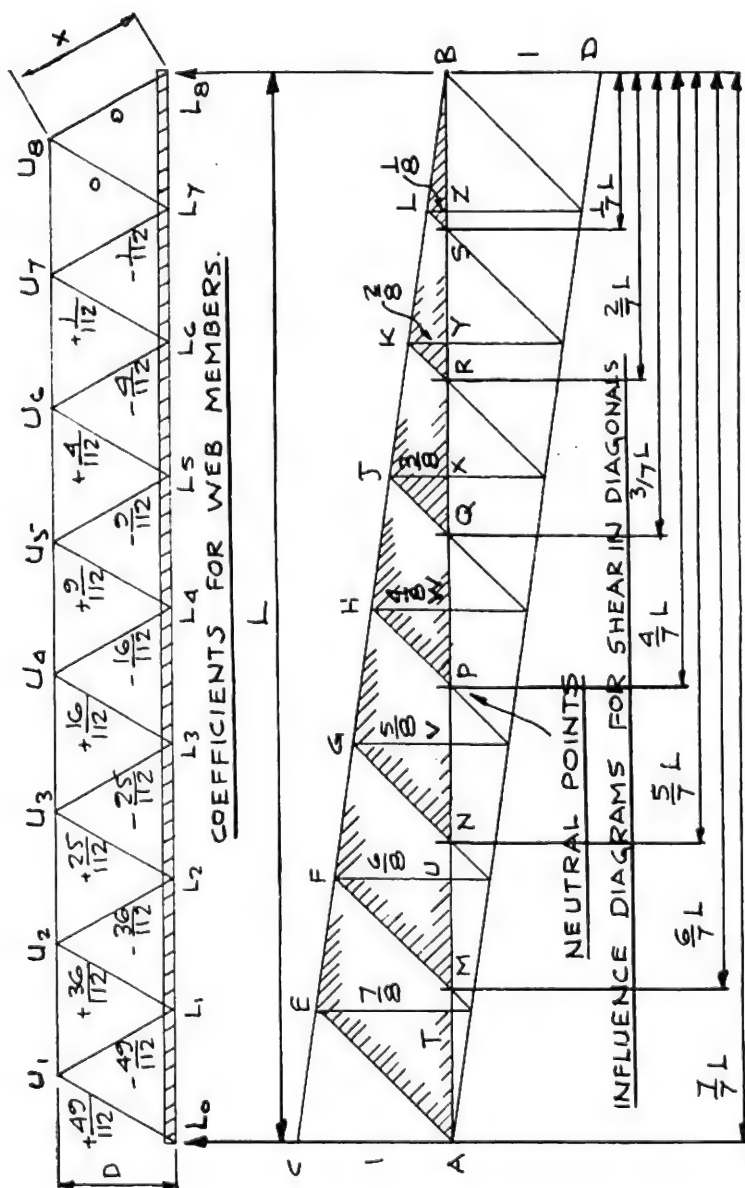 U1 U2 U3 U4 U5 U6 U7 U8
X
D
+49/112 -49/112 +36/112 -36/112 +25/112 -25/112 +16/112 -16/112 +9/112 -9/112 +4/112 -4/112 +1/112 -1/112 0 0
L0 L1 L2 L3 L4 L5 L6 L7 L8
COEFFICIENTS FOR WEB MEMBERS.
L
C E F G H J K L B
1 7/8 6/8 5/8 4/8 3/8 2/8 1/8 1
A T M U N V P W Q X R Y S Z D
NEUTRAL POINTS
1/7 L
2/7 L
3/7 L
4/7 L
5/7 L
6/7 L
7/7 L
INFLUENCE DIAGRAMS FOR SHEAR IN DIAGONALS